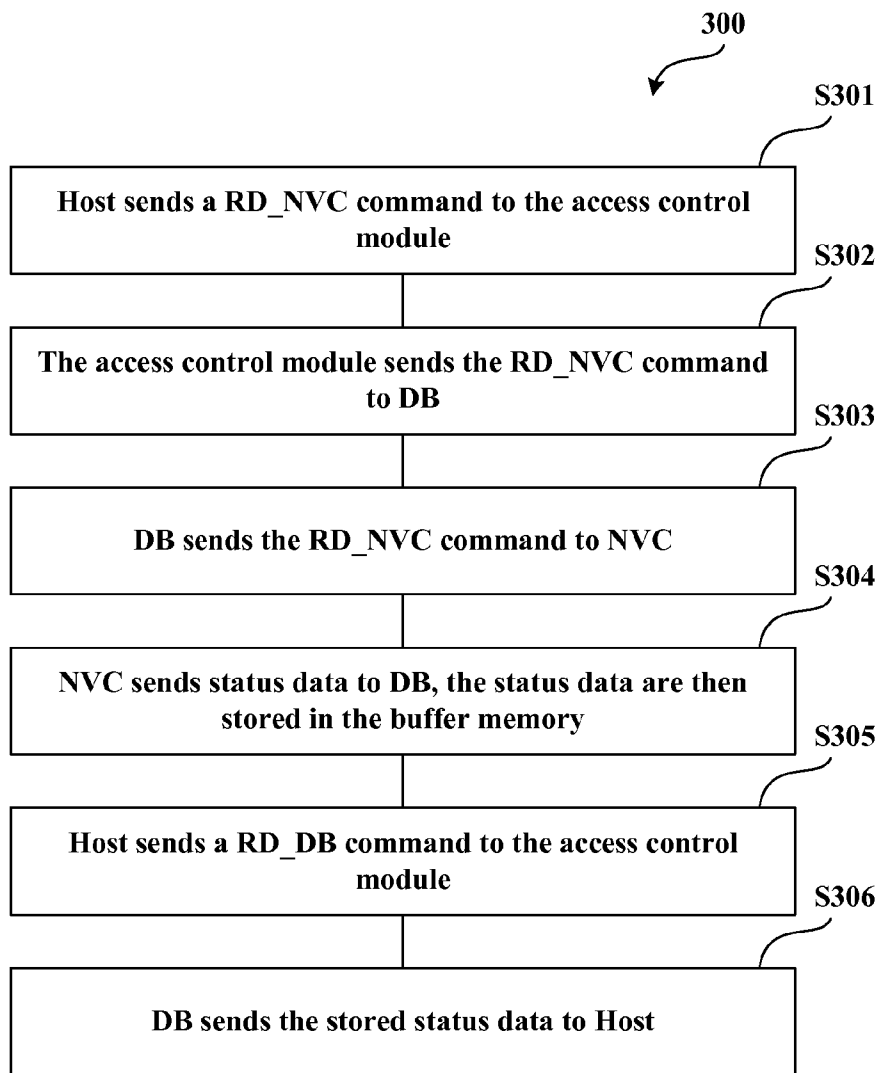 300
S301
Host sends a RD_NVC command to the access control
module
S302
The access control module sends the RD_NVC command
to DB
S303
DB sends the RD_NVC command to NVC
S304
NVC sends status data to DB, the status data are then
stored in the buffer memory
S305
Host sends a RD_DB command to the access control
module
S306
DB sends the stored status data to Host